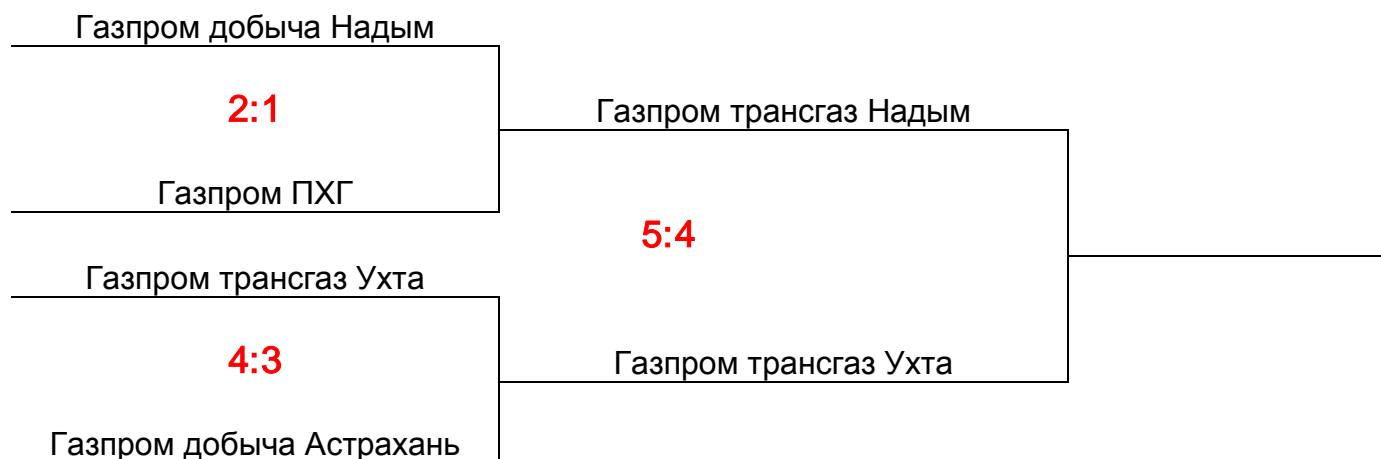 Газпром добыча Надым
2:1
Газпром трансгаз Надым
Газпром ПХГ
5:4
Газпром трансгаз Ухта
4:3
Газпром трансгаз Ухта
Газпром добыча Астрахань